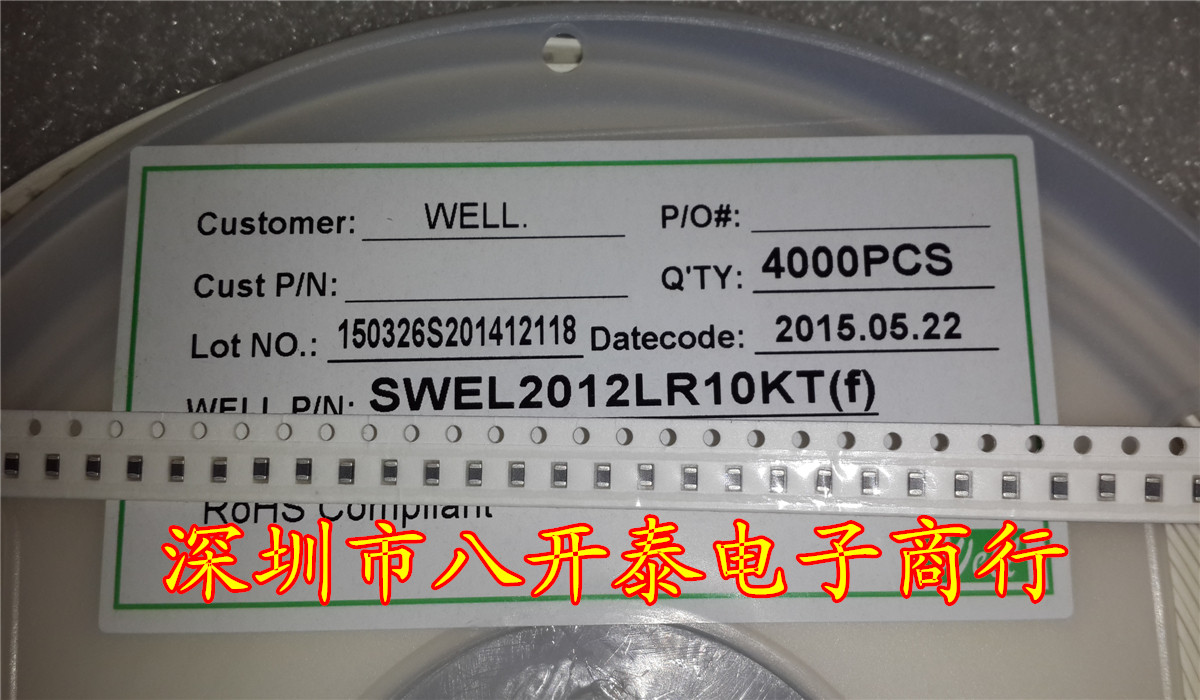 Customer: WELL. P/O#:
Cust P/N: Q'TY: 4000PCS
Lot NO.: 150326S201412118 Datecode: 2015.05.22
WELL P/N: SWEL2012LR10KT(f)
RoHS Compliant
深圳市八开泰电子商行